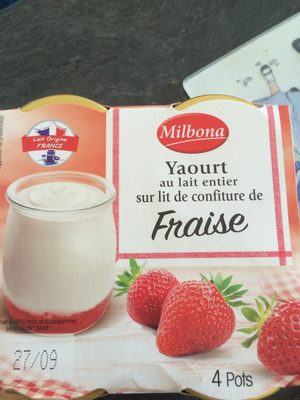 Lait Origine
FRANCE
Milbona
Yaourt
au lait entier
sur lit de confiture de
Fraise
27/09
4 Pots